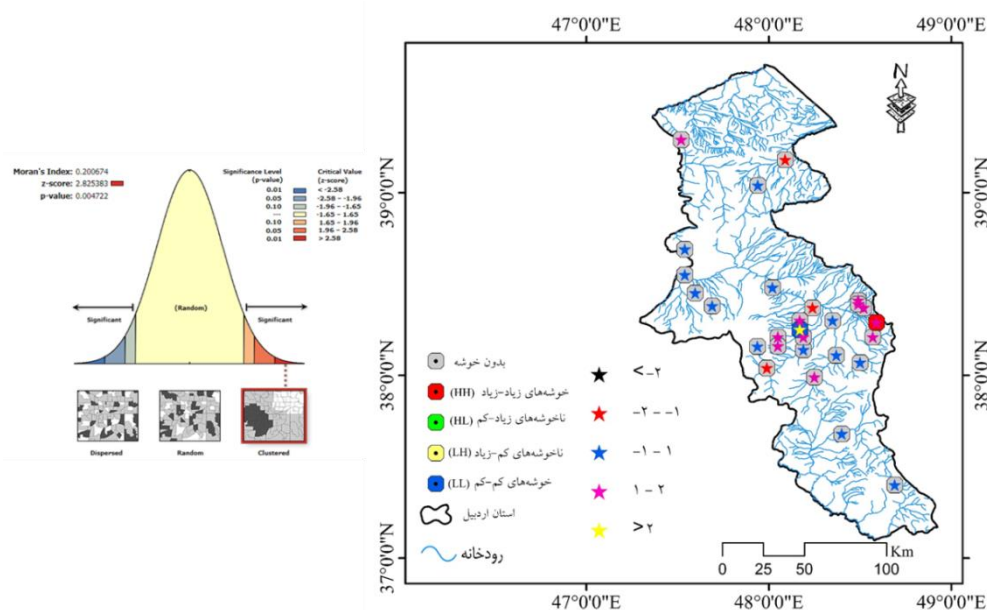 47°0'0"E 48°0'0"E 49°0'0"E
N
39°0'0"N
38°0'0"N
37°0'0"N
39°0'0"N
38°0'0"N
37°0'0"N
Moran's Index: 0.200674
z-score: 2.825383
p-value: 0.004722
Significance Level
(p-value)
Critical Value
(z-score)
0.01 < -2.58
0.05 -2.58 - -1.96
0.10 -1.96 - -1.65
--- -1.65 - 1.65
0.10 1.65 - 1.96
0.05 1.96 - 2.58
0.01 > 2.58
(Random)
Significant
Significant
Dispersed
Random
Clustered
بدون خوشه
خوشه‌های زیاد-زیاد (HH)
ناخوشه‌های زیاد-کم (HL)
ناخوشه‌های کم-زیاد (LH)
خوشه‌های کم-کم (LL)
استان اردبیل
رودخانه
<-۲
-۲ - -۱
-۱ - ۱
۱ - ۲
>۲
Km
0 25 50 100
47°0'0"E 48°0'0"E 49°0'0"E